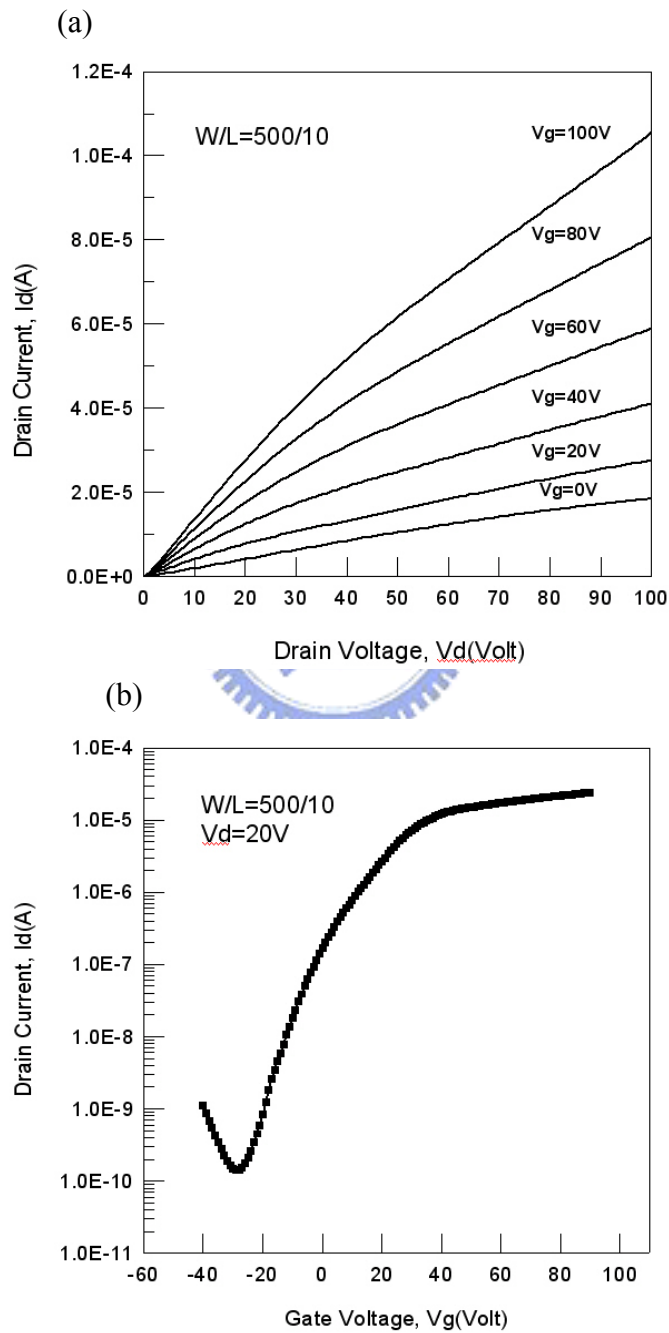 (a)
1.2E-4
1.0E-4
8.0E-5
6.0E-5
4.0E-5
2.0E-5
0.0E+0
Drain Current, Id(A)
W/L=500/10
Vg=100V
Vg=80V
Vg=60V
Vg=40V
Vg=20V
Vg=0V
0 10 20 30 40 50 60 70 80 90 100
Drain Voltage, Vd(Volt)
(b)
1.0E-4
1.0E-5
1.0E-6
1.0E-7
1.0E-8
1.0E-9
1.0E-10
1.0E-11
Drain Current, Id(A)
W/L=500/10
Vd=20V
-60 -40 -20 0 20 40 60 80 100
Gate Voltage, Vg(Volt)